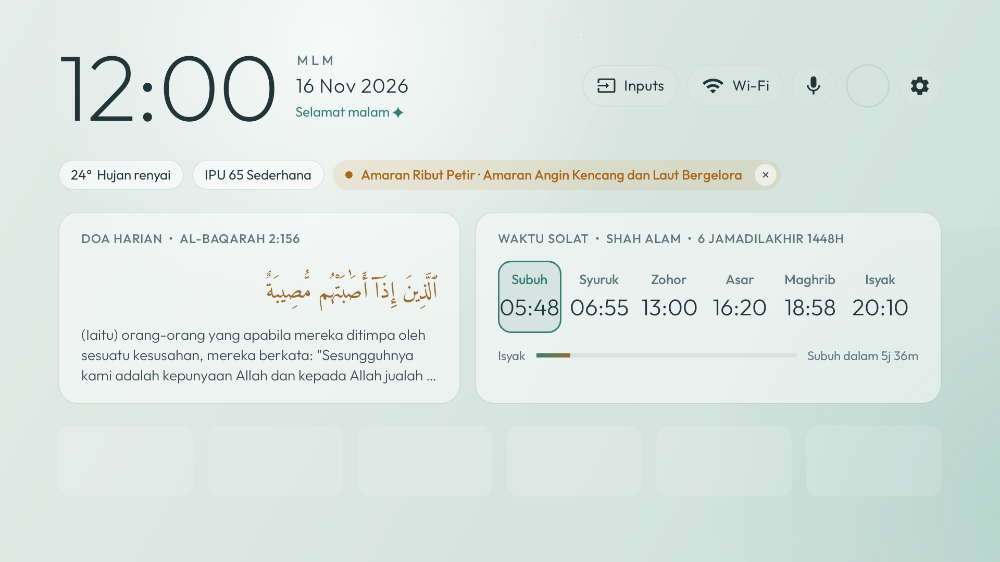 12:00
MLM
16 Nov 2026
Selamat malam
Inputs
Wi-Fi
24° Hujan renyai
IPU 65 Sederhana
Amaran Ribut Petir · Amaran Angin Kencang dan Laut Bergelora
DOA HARIAN • AL-BAQARAH 2:156
ٱلَّذِينَ إِذَآ أَصَـٰبَتْهُم مُّصِيبَةٌ
(Iaitu) orang-orang yang apabila mereka ditimpa oleh
sesuatu kesusahan, mereka berkata: "Sesungguhnya
kami adalah kepunyaan Allah dan kepada Allah jualah ...
WAKTU SOLAT • SHAH ALAM • 6 JAMADILAKHIR 1448H
Subuh Syuruk Zohor Asar Maghrib Isyak
05:48 06:55 13:00 16:20 18:58 20:10
Isyak
Subuh dalam 5j 36m